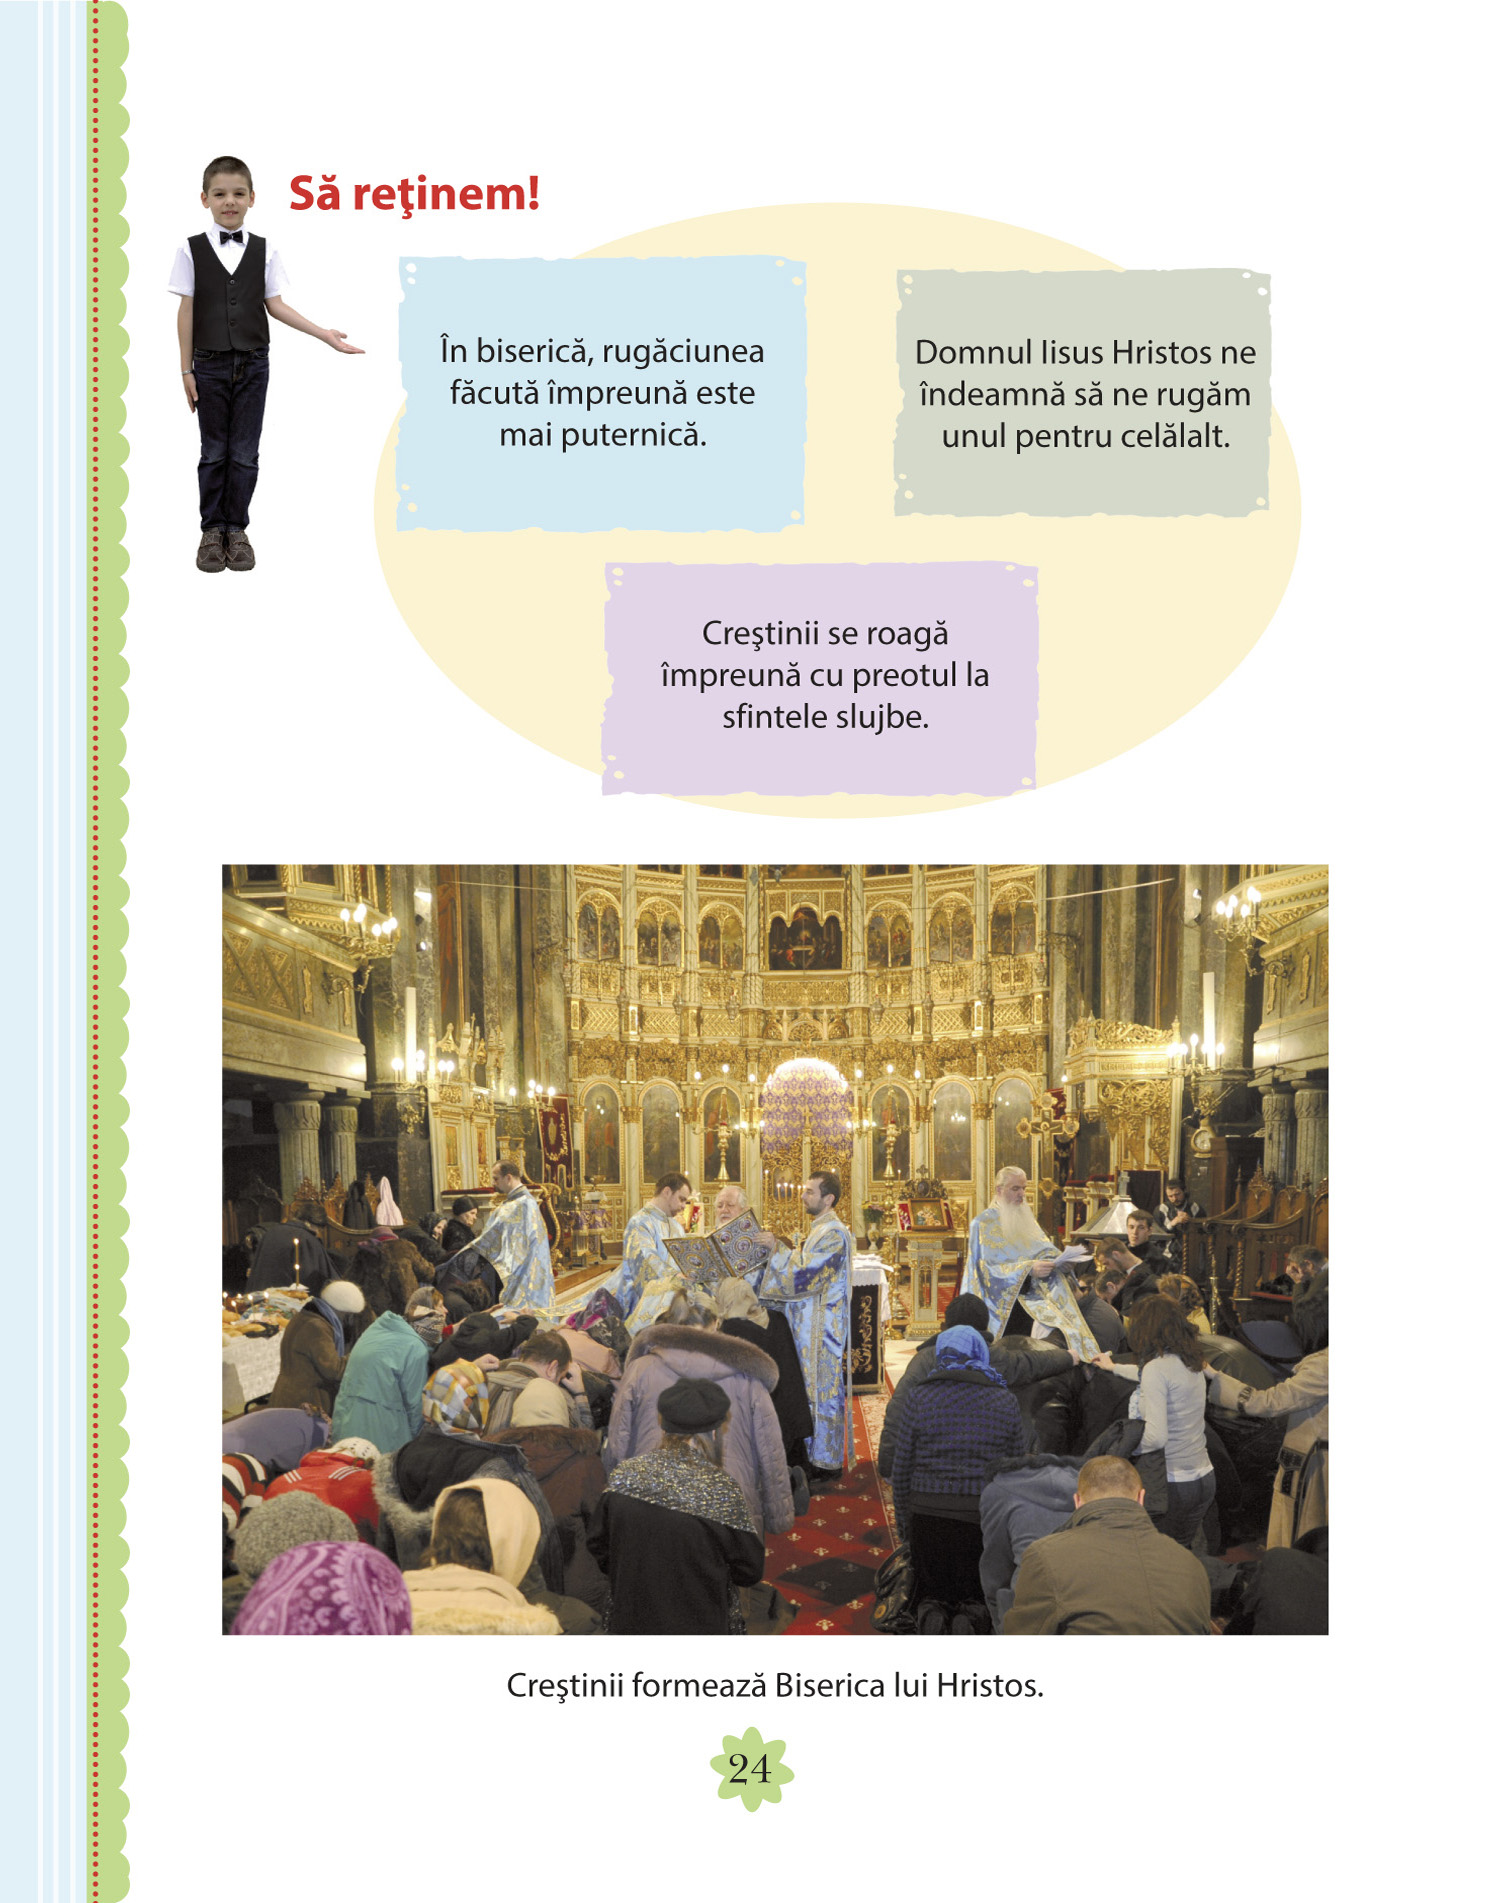 Să reţinem!
În biserică, rugăciunea
făcută împreună este
mai puternică.
Domnul Iisus Hristos ne
îndeamnă să ne rugăm
unul pentru celălalt.
Creştinii se roagă
împreună cu preotul la
sfintele slujbe.
Creştinii formează Biserica lui Hristos.
24